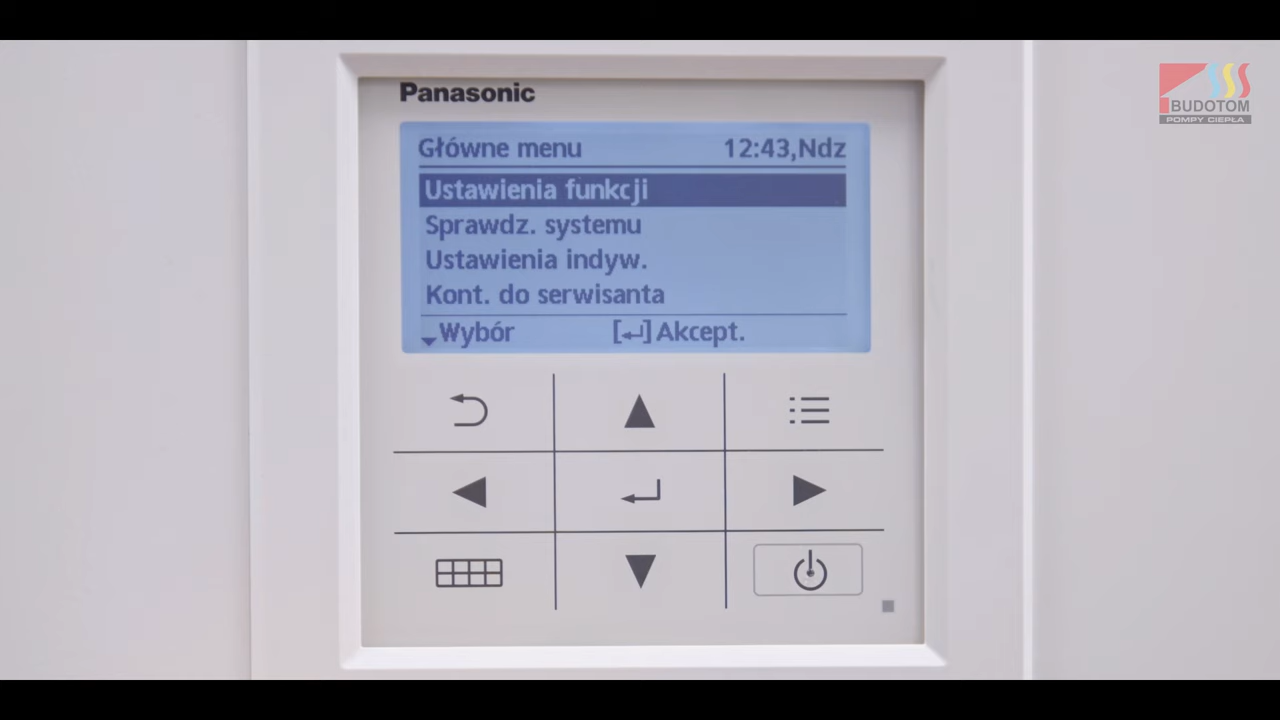 Panasonic
BUDOTOM
POMPY CIEPŁA
Główne menu 12:43,Ndz
Ustawienia funkcji
Sprawdz. systemu
Ustawienia indyw.
Kont. do serwisanta
Wybór [↵]Akcept.